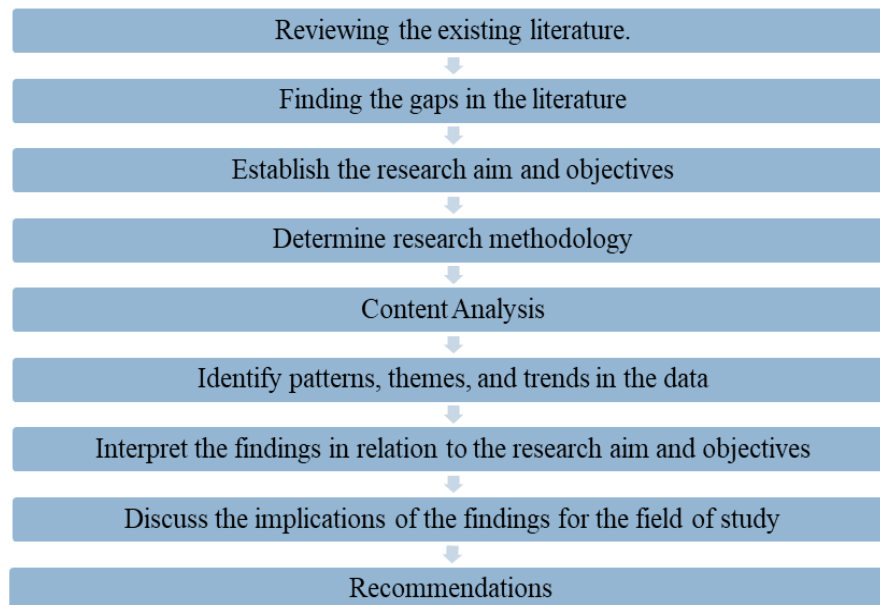 Reviewing the existing literature.
Finding the gaps in the literature
Establish the research aim and objectives
Determine research methodology
Content Analysis
Identify patterns, themes, and trends in the data
Interpret the findings in relation to the research aim and objectives
Discuss the implications of the findings for the field of study
Recommendations